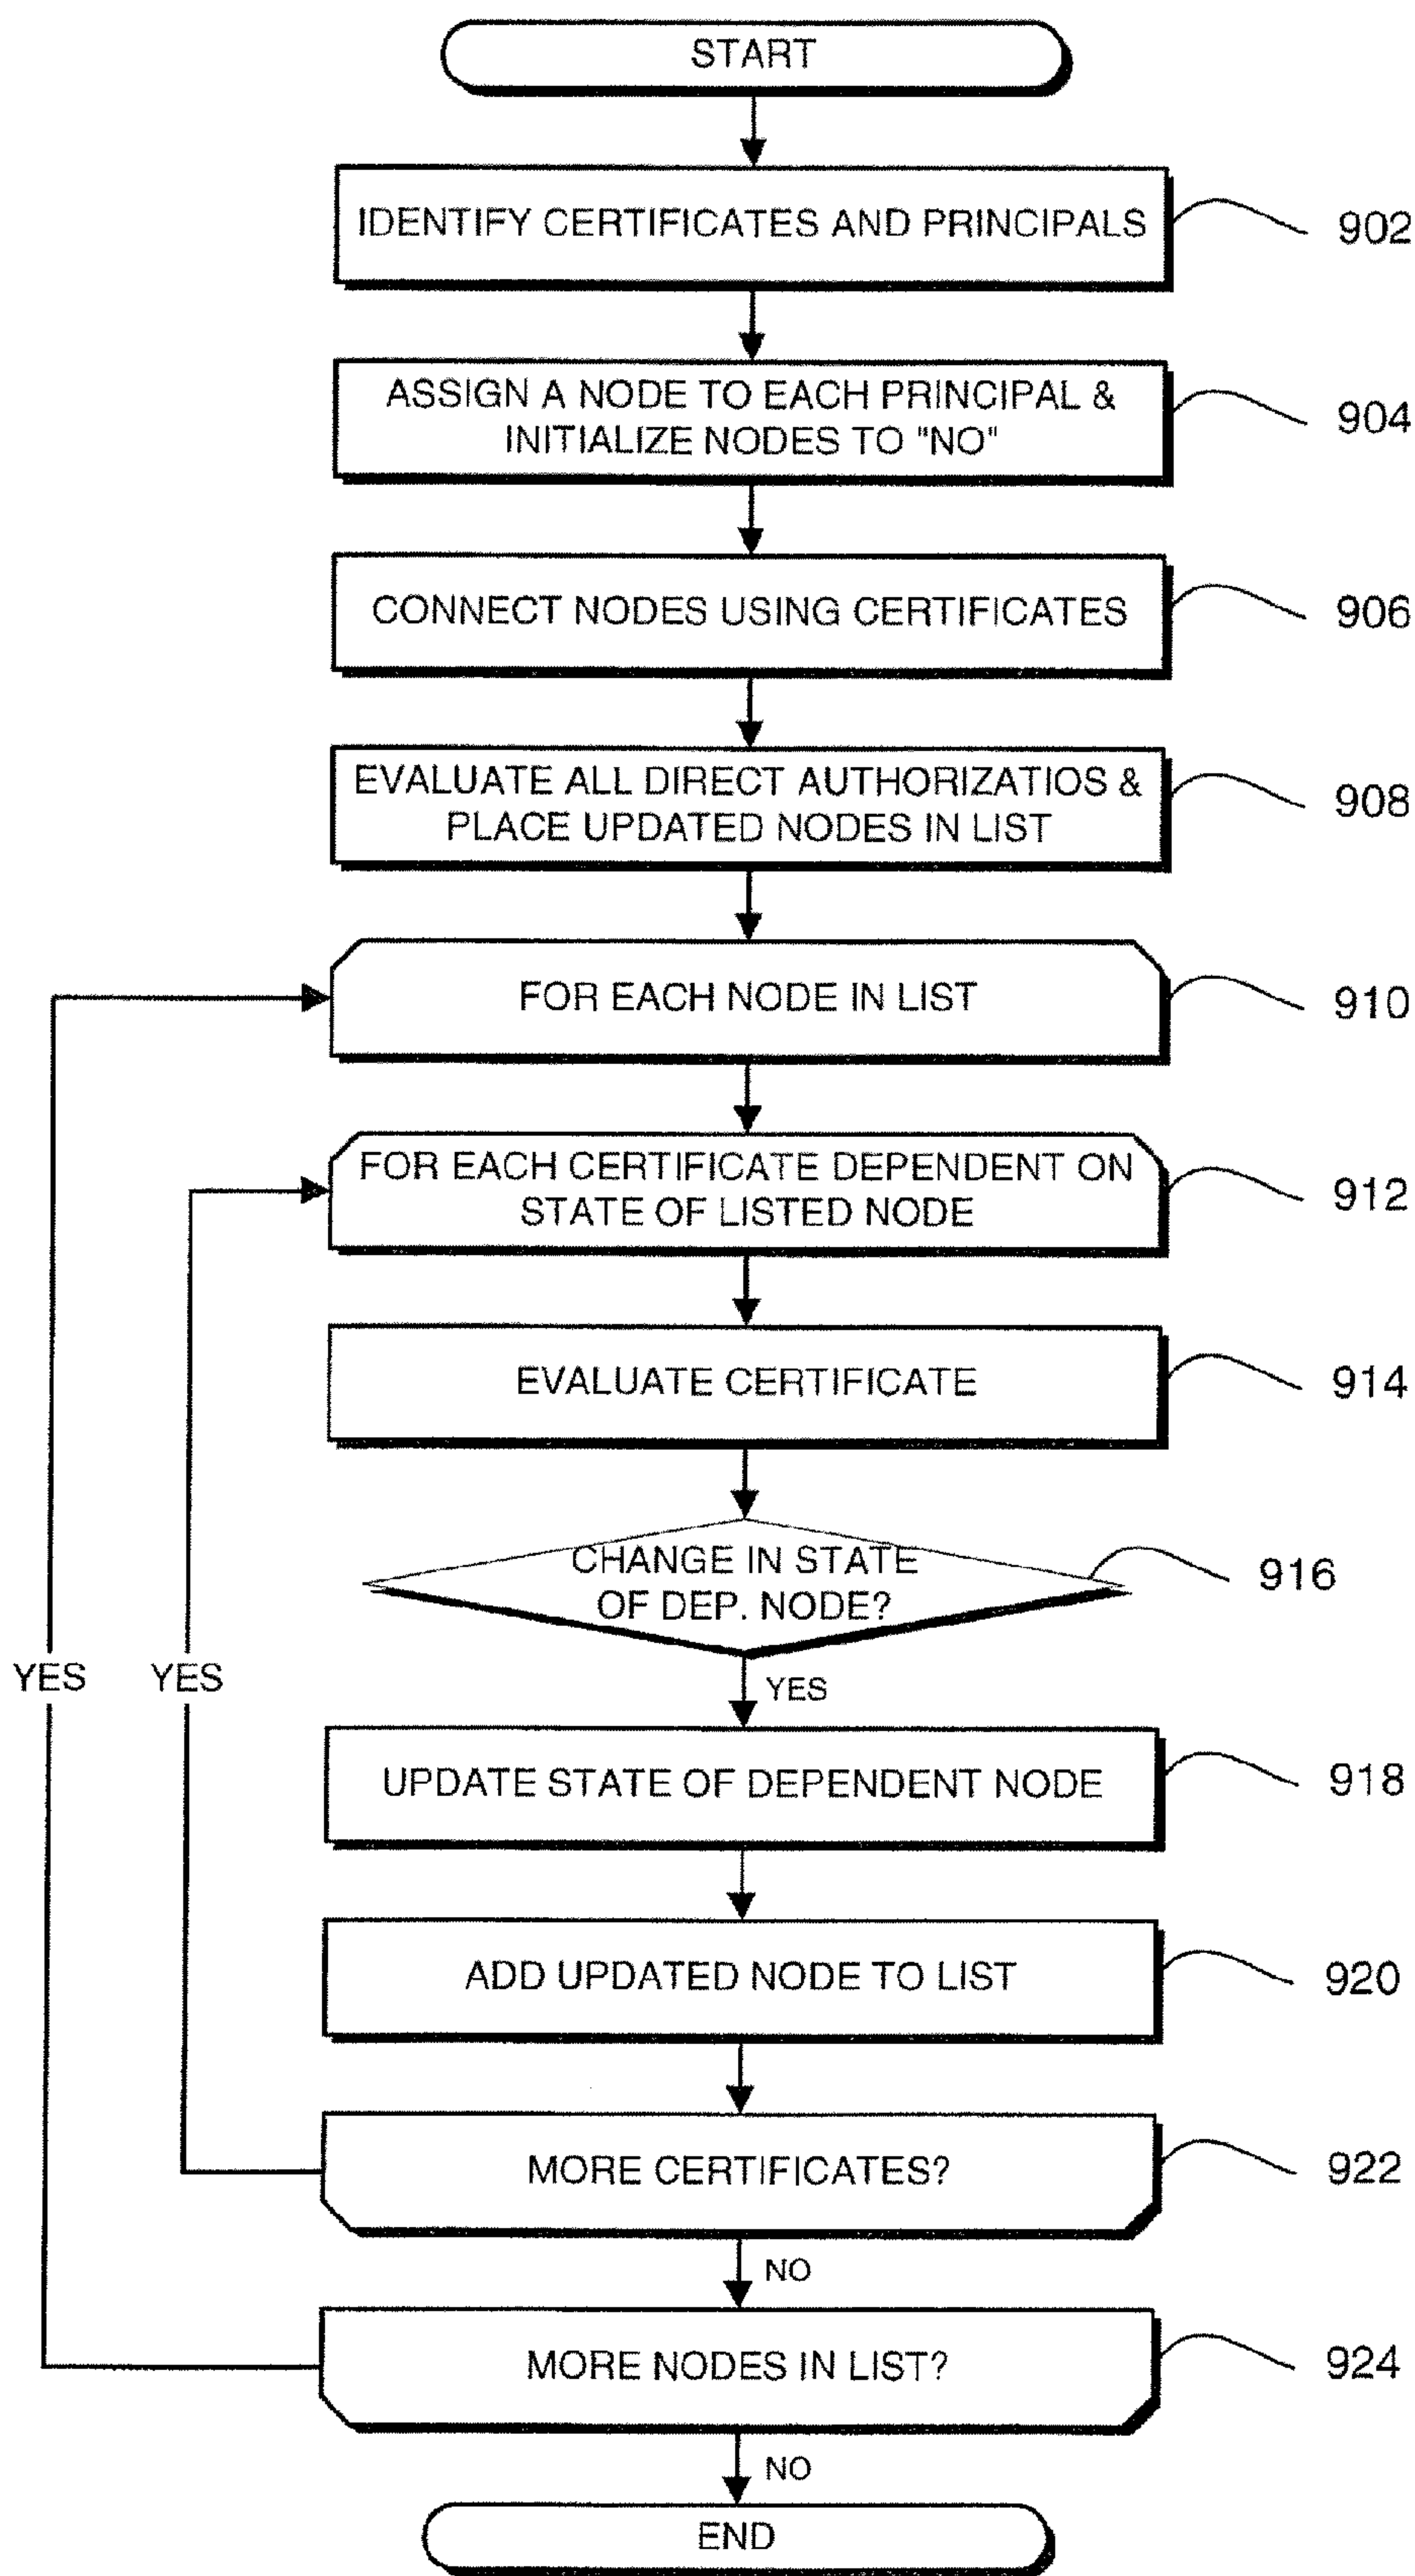 START
IDENTIFY CERTIFICATES AND PRINCIPALS
902
ASSIGN A NODE TO EACH PRINCIPAL &
INITIALIZE NODES TO "NO"
904
CONNECT NODES USING CERTIFICATES
906
EVALUATE ALL DIRECT AUTHORIZATIOS &
PLACE UPDATED NODES IN LIST
908
FOR EACH NODE IN LIST
910
FOR EACH CERTIFICATE DEPENDENT ON
STATE OF LISTED NODE
912
EVALUATE CERTIFICATE
914
CHANGE IN STATE
OF DEP. NODE?
916
YES
YES
YES
UPDATE STATE OF DEPENDENT NODE
918
ADD UPDATED NODE TO LIST
920
MORE CERTIFICATES?
922
NO
MORE NODES IN LIST?
924
NO
END